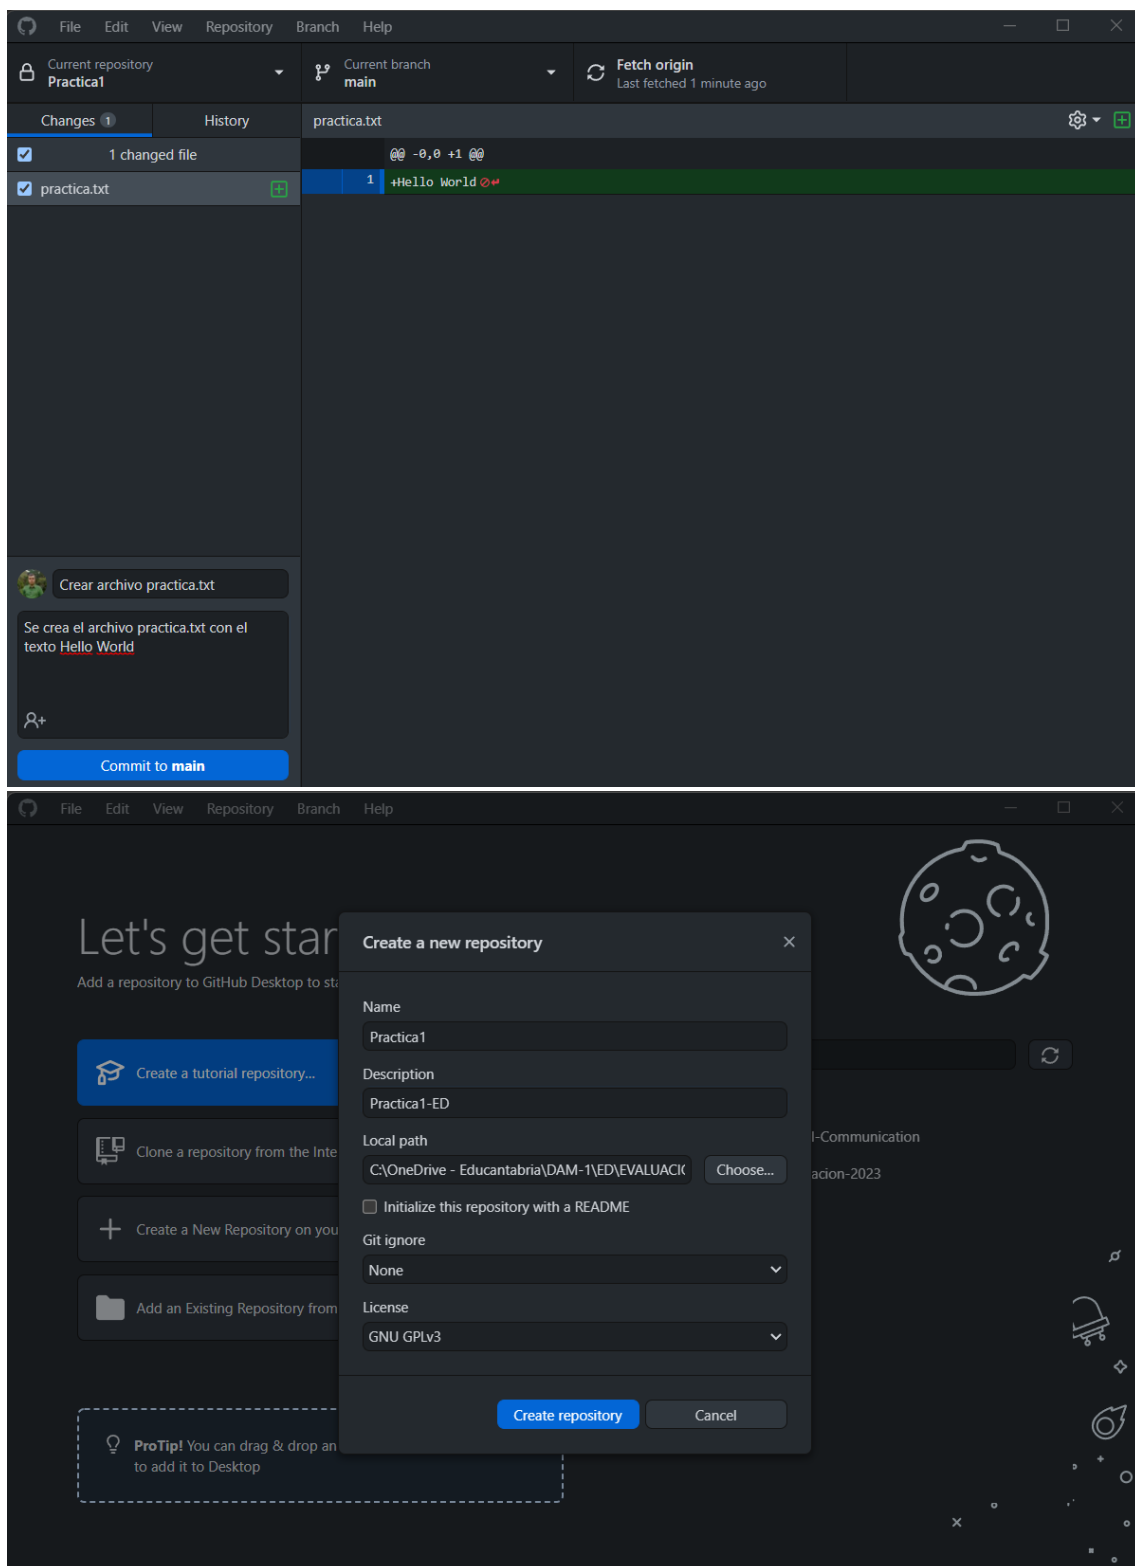 File Edit View Repository Branch Help
Current repository
Practica1
Current branch
main
Fetch origin
Last fetched 1 minute ago
Changes 1
History
practica.txt
1 changed file
@@ -0,0 +1 @@
practica.txt
1 +Hello World
Crear archivo practica.txt
Se crea el archivo practica.txt con el
texto Hello World
Commit to main
File Edit View Repository Branch Help
Let's get star
Add a repository to GitHub Desktop to sta
Create a tutorial repository...
Clone a repository from the Inte
Create a New Repository on you
Add an Existing Repository from
ProTip! You can drag & drop an
to add it to Desktop
Create a new repository
Name
Practica1
Description
Practica1-ED
Local path
C:\OneDrive - Educantabria\DAM-1\ED\EVALUACI
Choose...
Initialize this repository with a README
Git ignore
None
License
GNU GPLv3
Create repository
Cancel
l-Communication
acion-2023